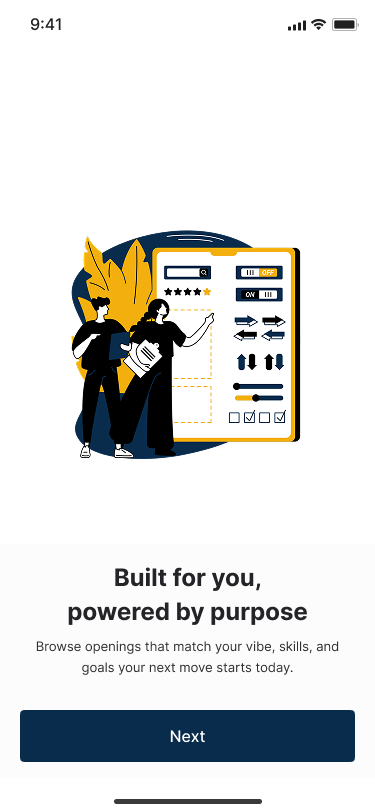 9:41
OFF
ON
Built for you,
powered by purpose
Browse openings that match your vibe, skills, and
goals your next move starts today.
Next